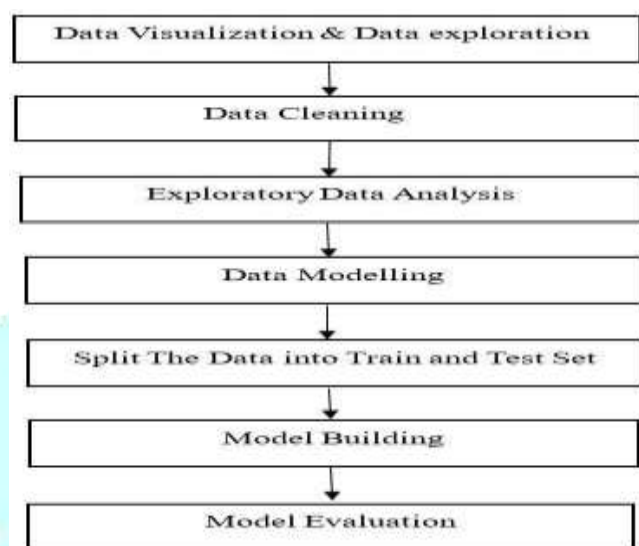 Data Visualization & Data exploration
Data Cleaning
Exploratory Data Analysis
Data Modelling
Split The Data into Train and Test Set
Model Building
Model Evaluation